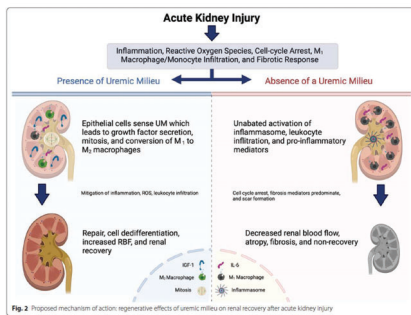 Acute Kidney Injury
Inflammation, Reactive Oxygen Species, Cell-cycle Arrest, M₁
Macrophage/Monocyte Infiltration, and Fibrotic Response
Presence of Uremic Milieu
Absence of a Uremic Milieu
Epithelial cells sense UM which
leads to growth factor secretion,
mitosis, and conversion of M₁ to
M₂ macrophages
Unabated activation of
inflammasome, leukocyte
infiltration, and pro-inflammatory
mediators
Mitigation of inflammation, ROS, leukocyte infiltration
Cell cycle arrest, fibrosis mediators predominate,
and scar formation
Repair, cell dedifferentiation,
increased RBF, and renal
recovery
Decreased renal blood flow,
atropy, fibrosis, and non-recovery
IGF-1
IL-6
M₂ Macrophage
M₁ Macrophage
Mitosis
Inflammasome
Fig. 2 Proposed mechanism of action: regenerative effects of uremic milieu on renal recovery after acute kidney injury